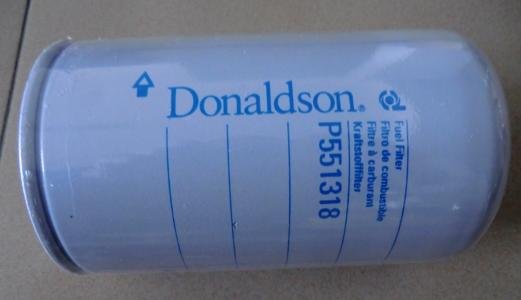 Donaldson®
Fuel Filter
Filtro de combustible
Filtre à carburant
Kraftstofffilter
P551318